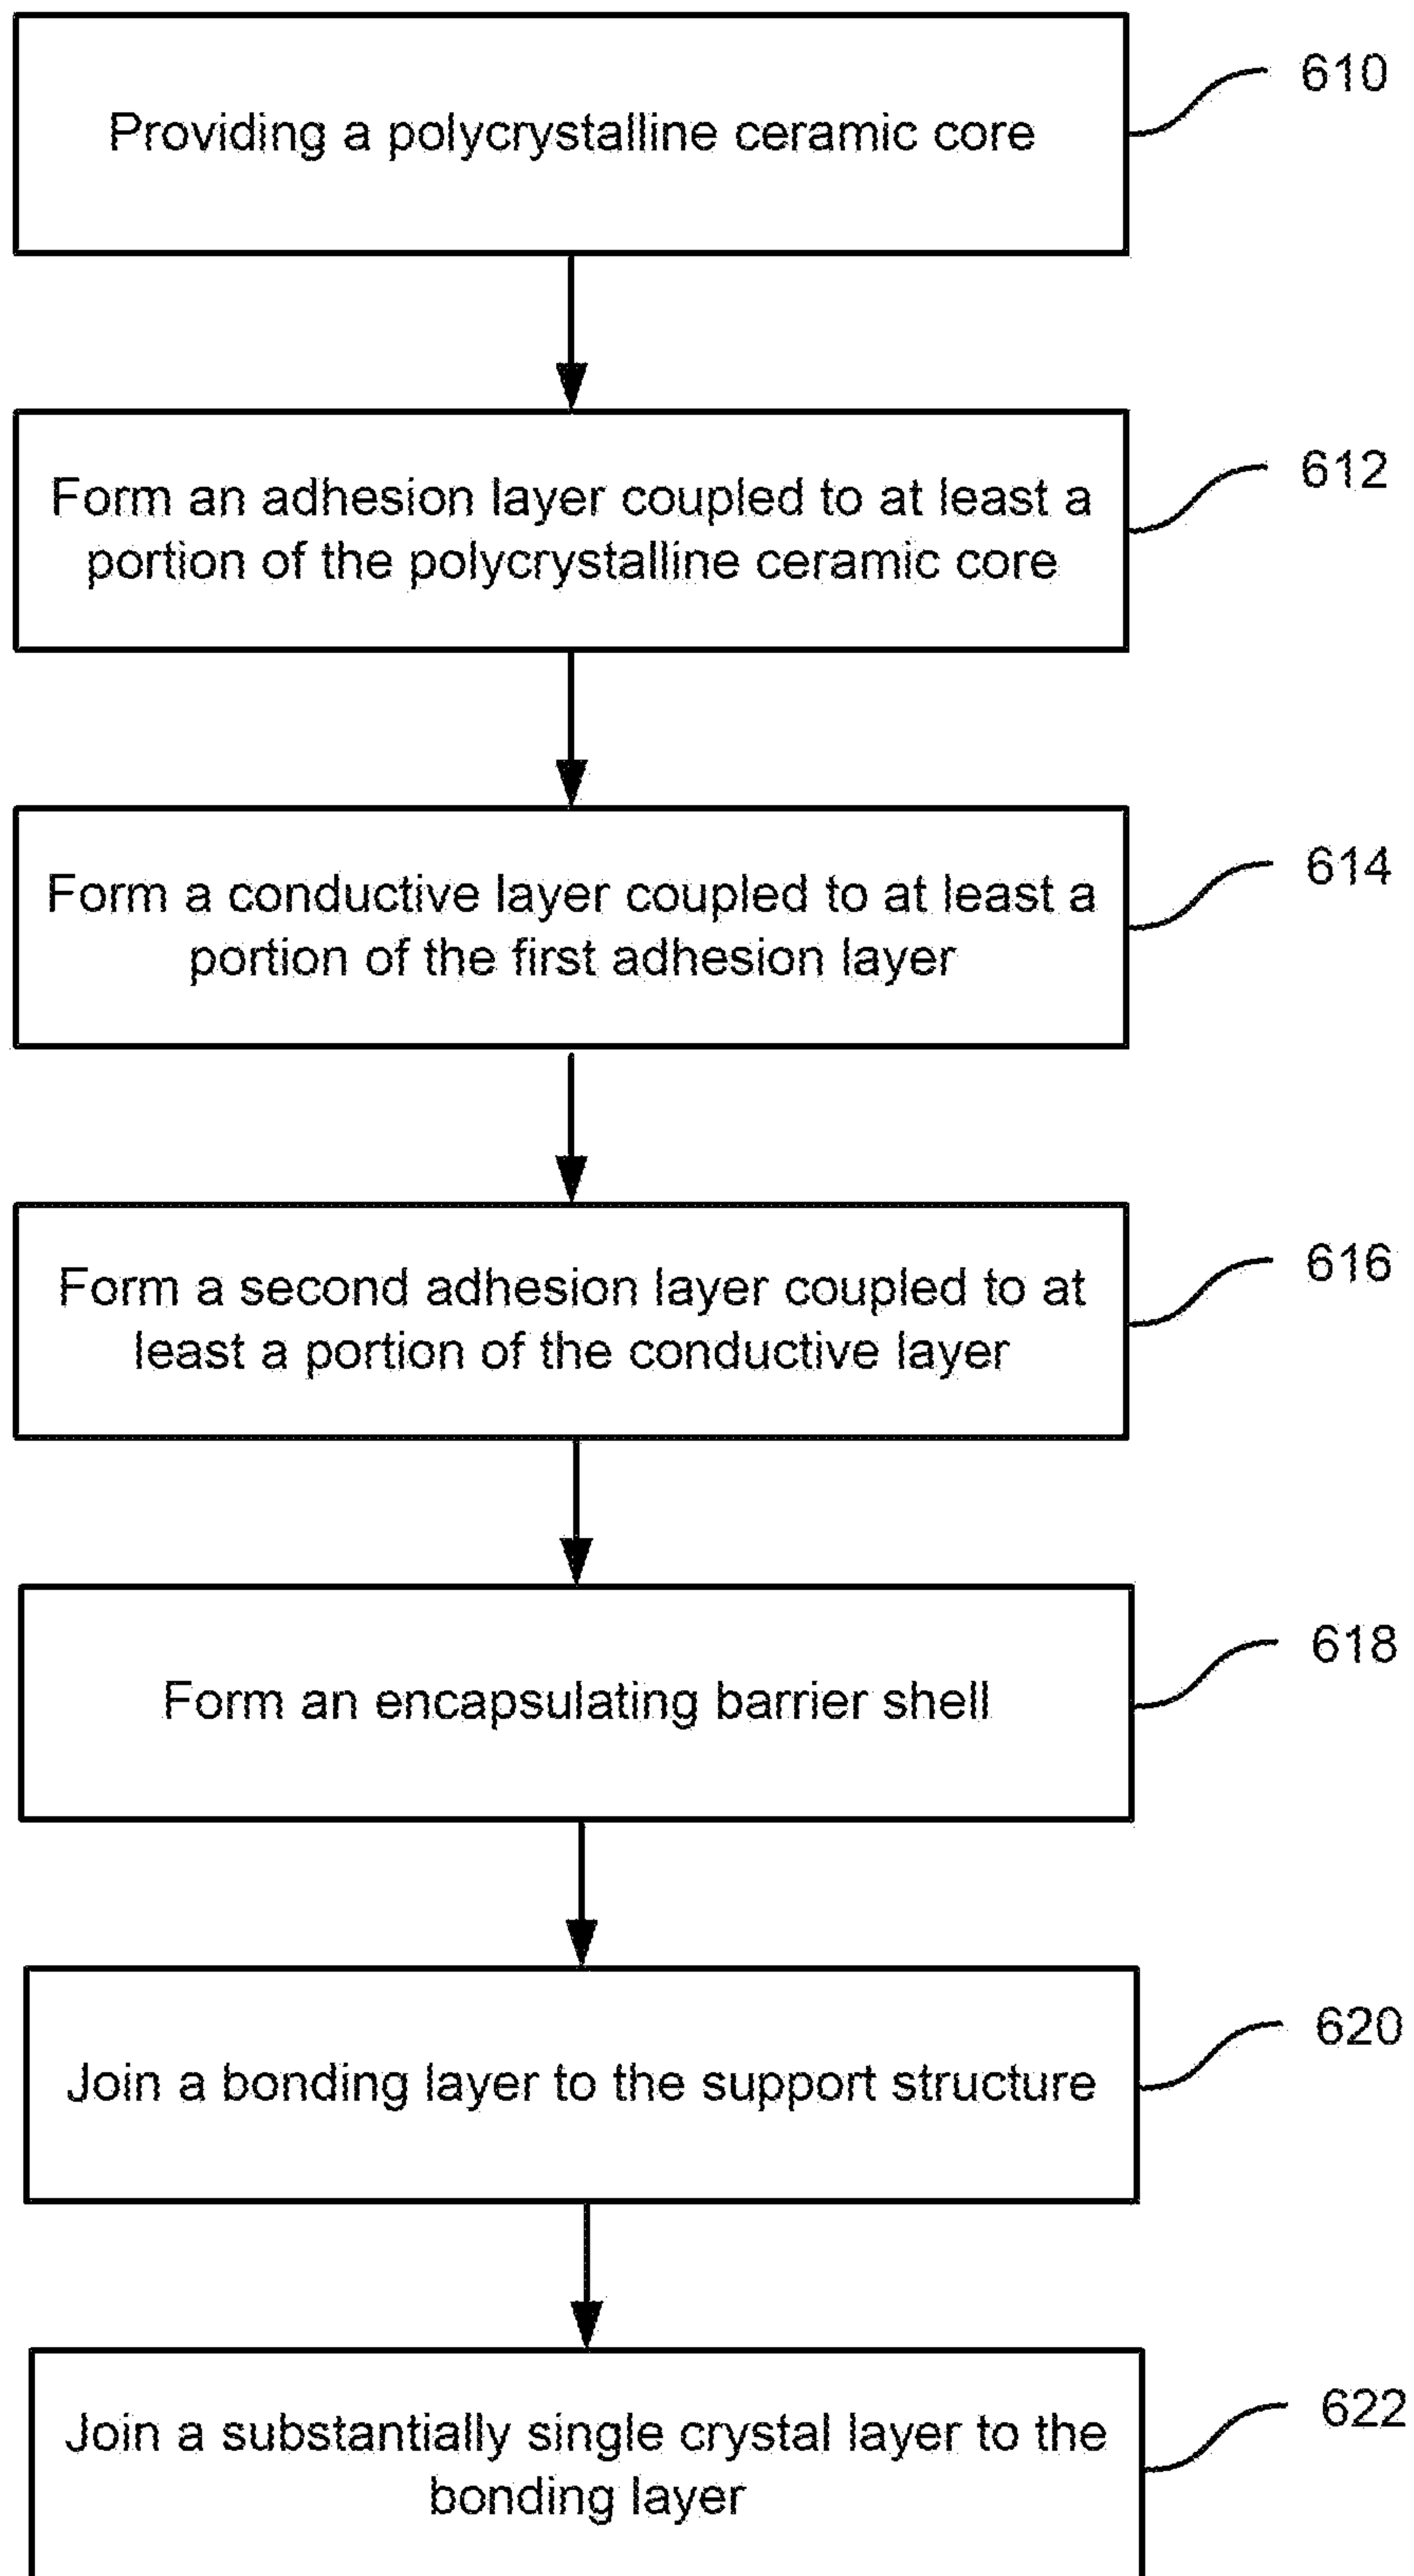 Providing a polycrystalline ceramic core
610
Form an adhesion layer coupled to at least a
portion of the polycrystalline ceramic core
612
Form a conductive layer coupled to at least a
portion of the first adhesion layer
614
Form a second adhesion layer coupled to at
least a portion of the conductive layer
616
Form an encapsulating barrier shell
618
Join a bonding layer to the support structure
620
Join a substantially single crystal layer to the
bonding layer
622